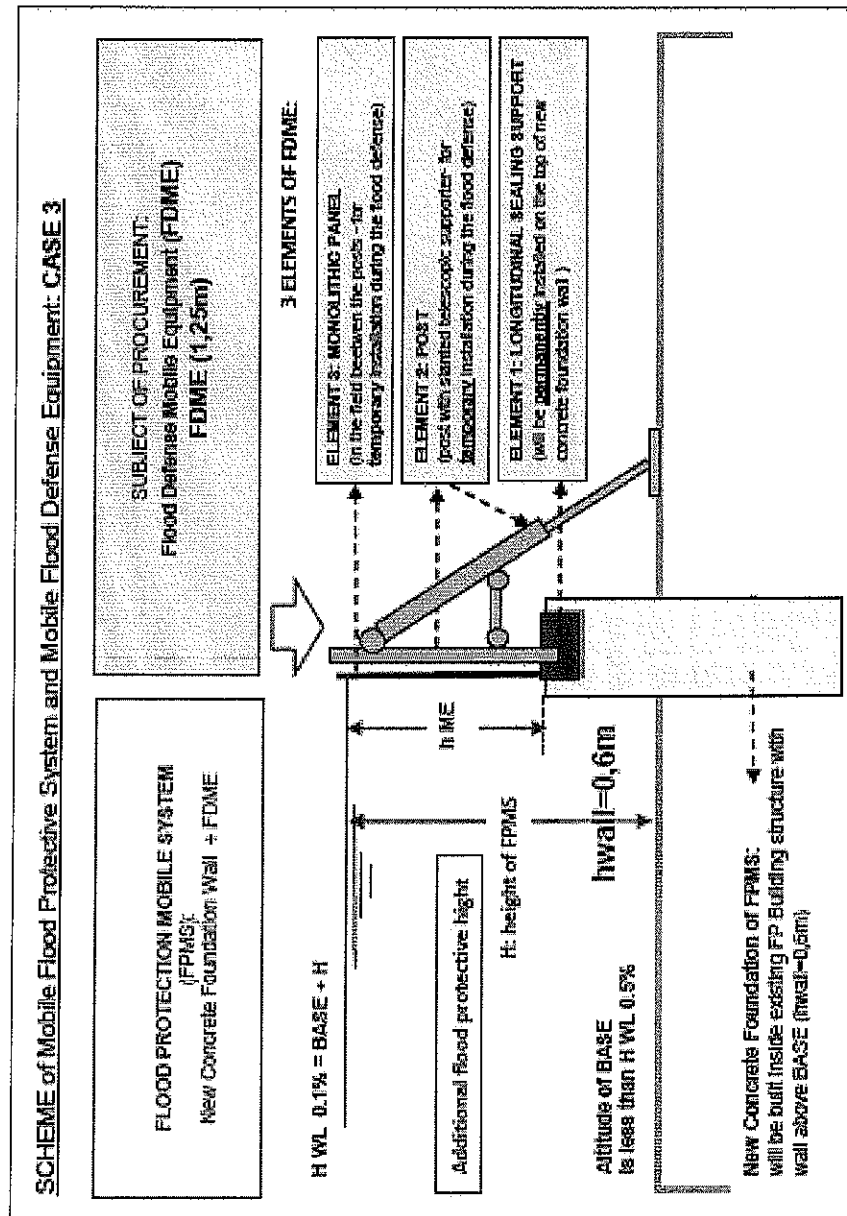 SCHEME of Mobile Flood Protective System and Mobile Flood Defense Equipment: CASE 3
FLOOD PROTECTION MOBILE SYSTEM
(FPMS):
New Concrete Foundation Wall + FDME
SUBJECT OF PROCUREMENT:
Flood Defense Mobile Equipment (FDME)
FDME (1,25m)
3 ELEMENTS OF FDME:
H WL 0.1% = BASE + H
Additional flood protective hight
h ME
H: height of FPMS
hwall=0,6m
Altitude of BASE
is less than H WL 0.5%
ELEMENT 3: MONOLITHIC PANEL
(in the field beetwen the posts - for
temporary installation during the flood defense)
ELEMENT 2: POST
(post with slanted telescopic supporter- for
temporary installation during the flood defense)
ELEMENT 1: LONGITUDINAL SEALING SUPPORT
(will be permanently installed on the top of new
concrete foundation wall )
New Concrete Foundation of FPMS:
will be built inside existing FP Building structure with
wall above BASE (hwall=0,6m)